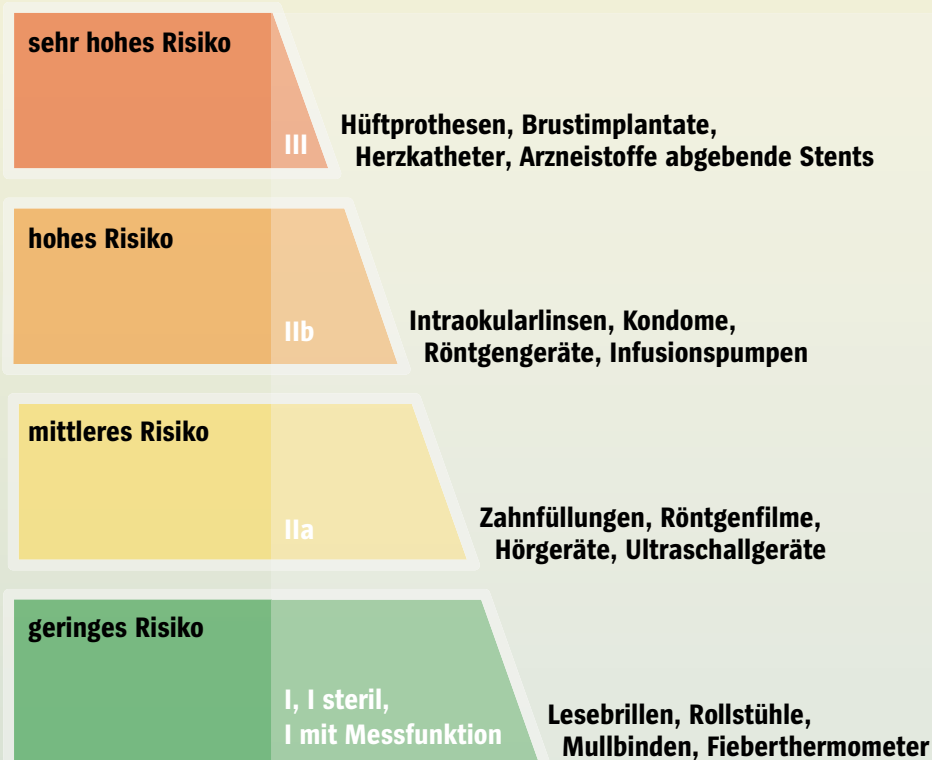 sehr hohes Risiko
III
Hüftprothesen, Brustimplantate,
Herzkatheter, Arzneistoffe abgebende Stents
hohes Risiko
IIb
Intraokularlinsen, Kondome,
Röntgengeräte, Infusionspumpen
mittleres Risiko
IIa
Zahnfüllungen, Röntgenfilme,
Hörgeräte, Ultraschallgeräte
geringes Risiko
I, I steril,
I mit Messfunktion
Lesebrillen, Rollstühle,
Mullbinden, Fieberthermometer